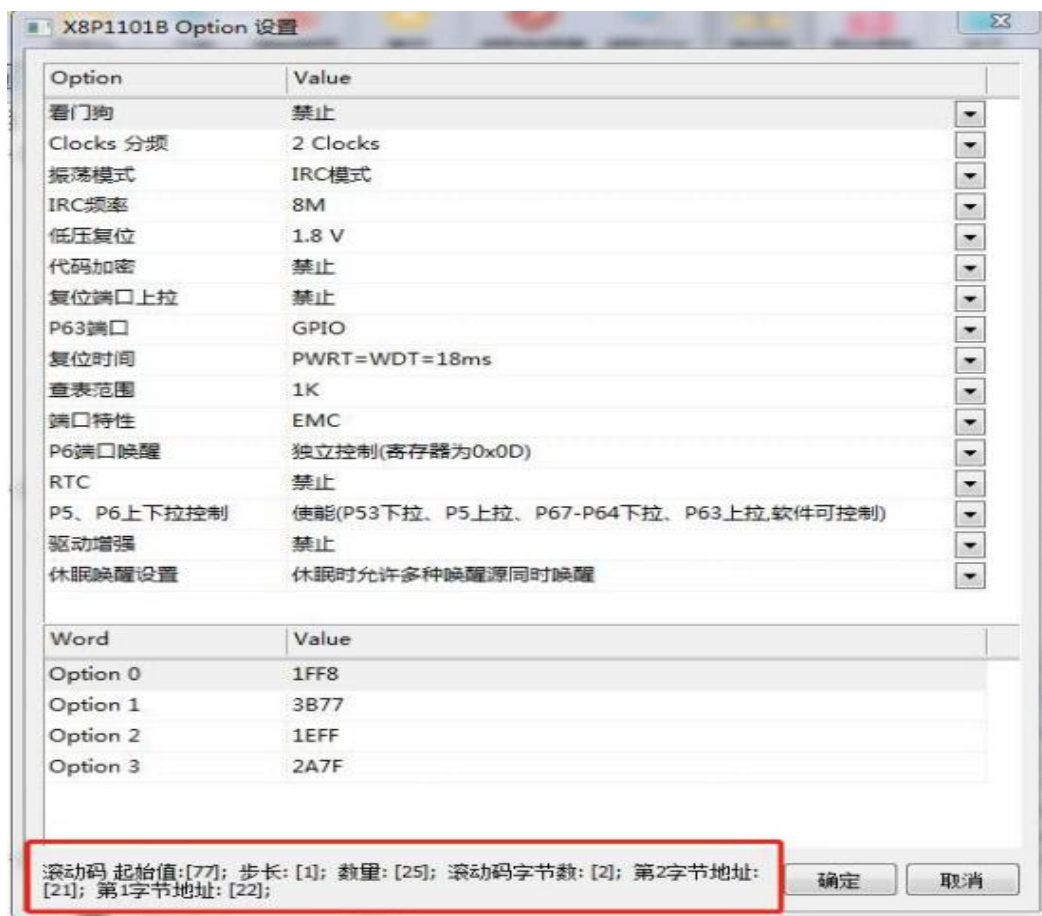 X8P1101B Option 设置
Option Value
看门狗 禁止
Clocks 分频 2 Clocks
振荡模式 IRC模式
IRC频率 8M
低压复位 1.8 V
代码加密 禁止
复位端口上拉 禁止
P63端口 GPIO
复位时间 PWRT=WDT=18ms
查表范围 1K
端口特性 EMC
P6端口唤醒 独立控制(寄存器为0x0D)
RTC 禁止
P5、P6上下拉控制 使能(P53下拉、P5上拉、P67-P64下拉、P63上拉,软件可控制)
驱动增强 禁止
休眠唤醒设置 休眠时允许多种唤醒源同时唤醒
Word Value
Option 0 1FF8
Option 1 3B77
Option 2 1EFF
Option 3 2A7F
滚动码 起始值:[77]; 步长: [1]; 数量: [25]; 滚动码字节数: [2]; 第2字节地址:
[21]; 第1字节地址: [22];
确定 取消